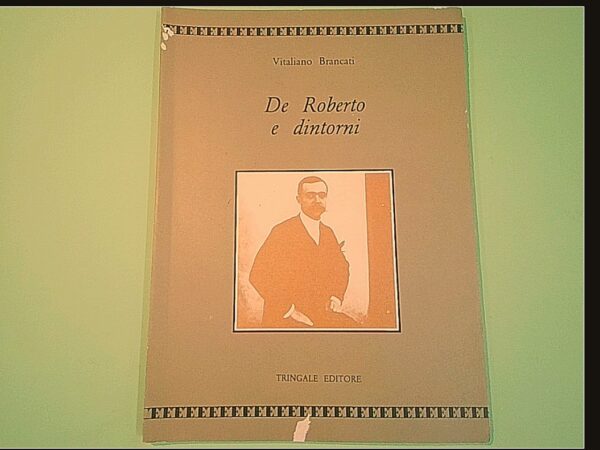 Vitaliano Brancati
De Roberto
e dintorni
TRINGALE EDITORE